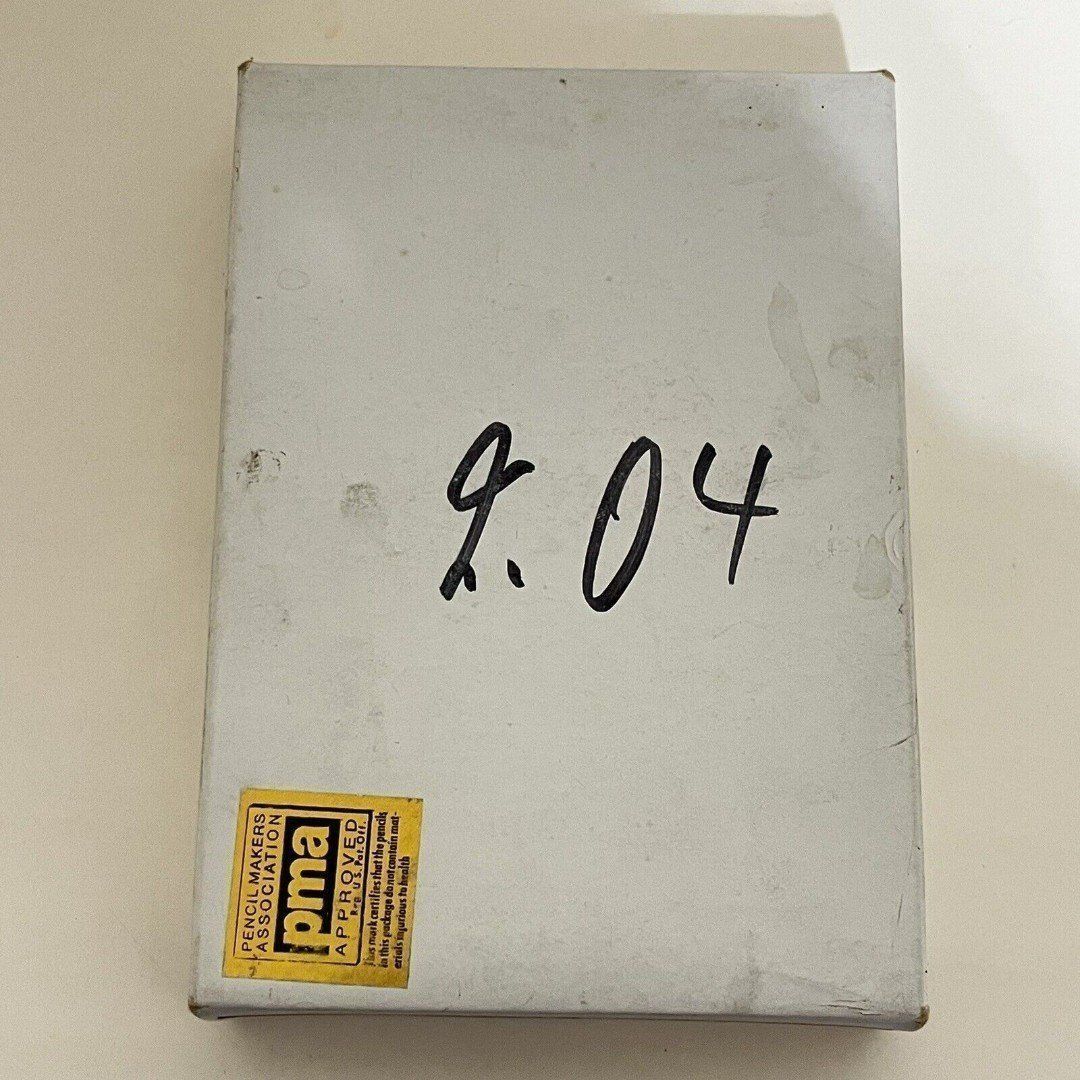 2.04
PENCIL MAKERS
ASSOCIATION
pma
APPROVED
Reg. U.S. Pat. Off.
This mark certifies that the pencils
in this package do not contain mat-
erials injurious to health